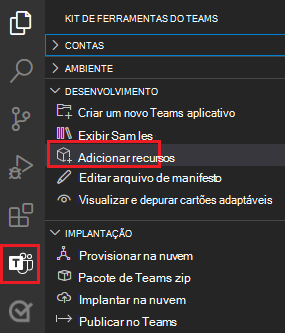 KIT DE FERRAMENTAS DO TEAMS
CONTAS
AMBIENTE
DESENVOLVIMENTO
Criar um novo Teams aplicativo
Exibir Sam les
Adicionar recursos
Editar arquivo de manifesto
Visualizar e depurar cartões adaptáveis
IMPLANTAÇÃO
Provisionar na nuvem
Pacote de Teams zip
Implantar na nuvem
Publicar no Teams